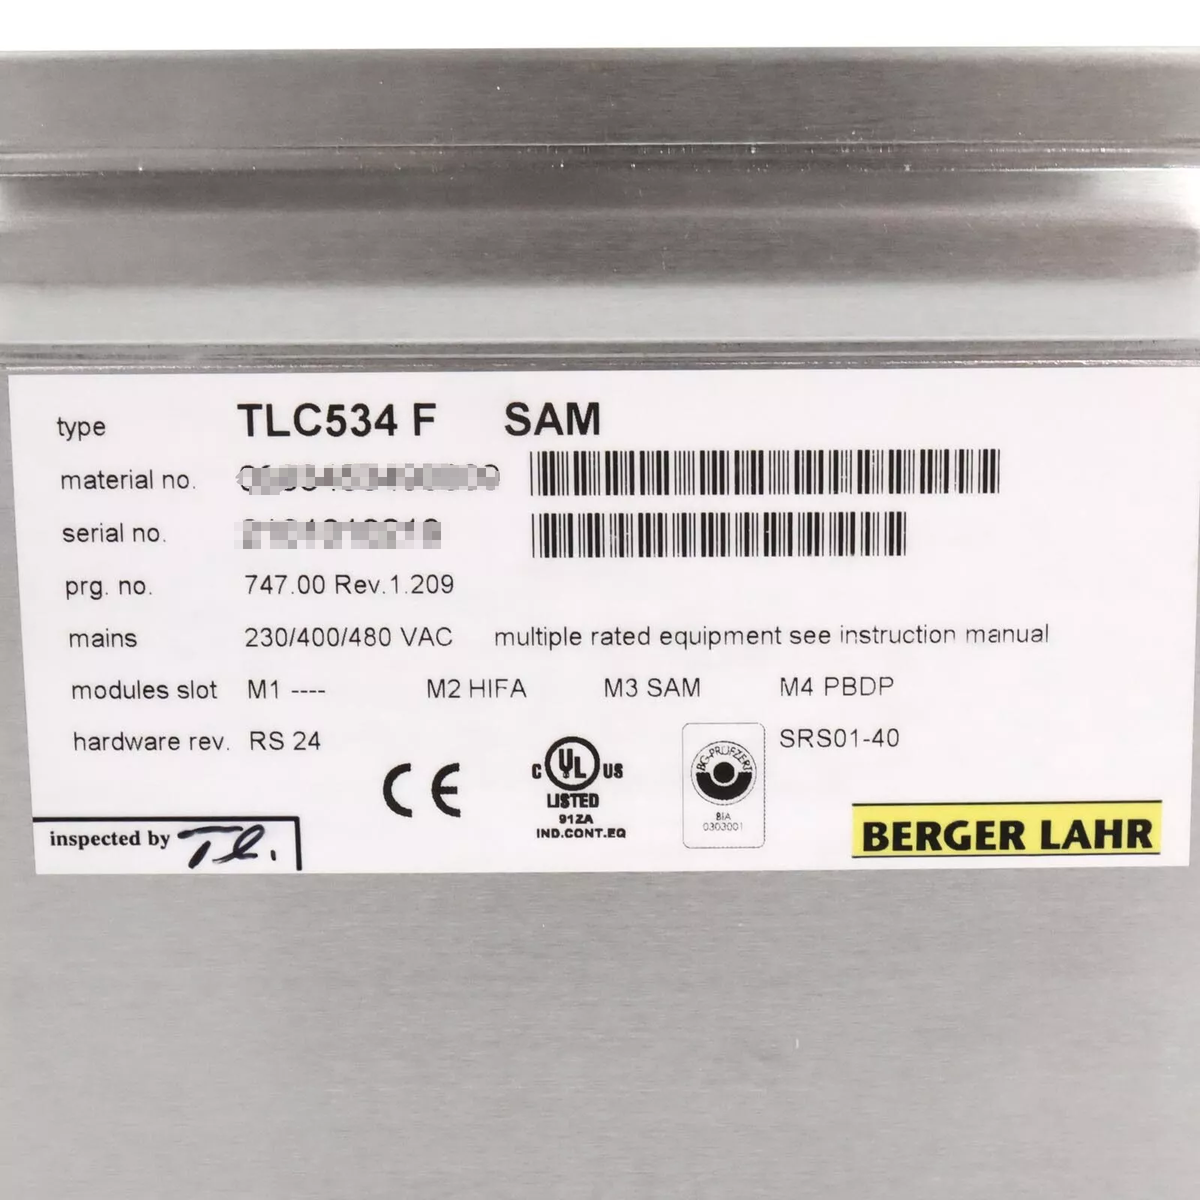 type TLC534 F SAM
material no.
serial no.
prg. no. 747.00 Rev.1.209
mains 230/400/480 VAC multiple rated equipment see instruction manual
modules slot M1 ---- M2 HIFA M3 SAM M4 PBDP
hardware rev. RS 24 SRS01-40
CE
C UL US
LISTED
91ZA
IND.CONT.EQ
BG-PRÜFZERT
BIA
0303001
inspected by
BERGER LAHR